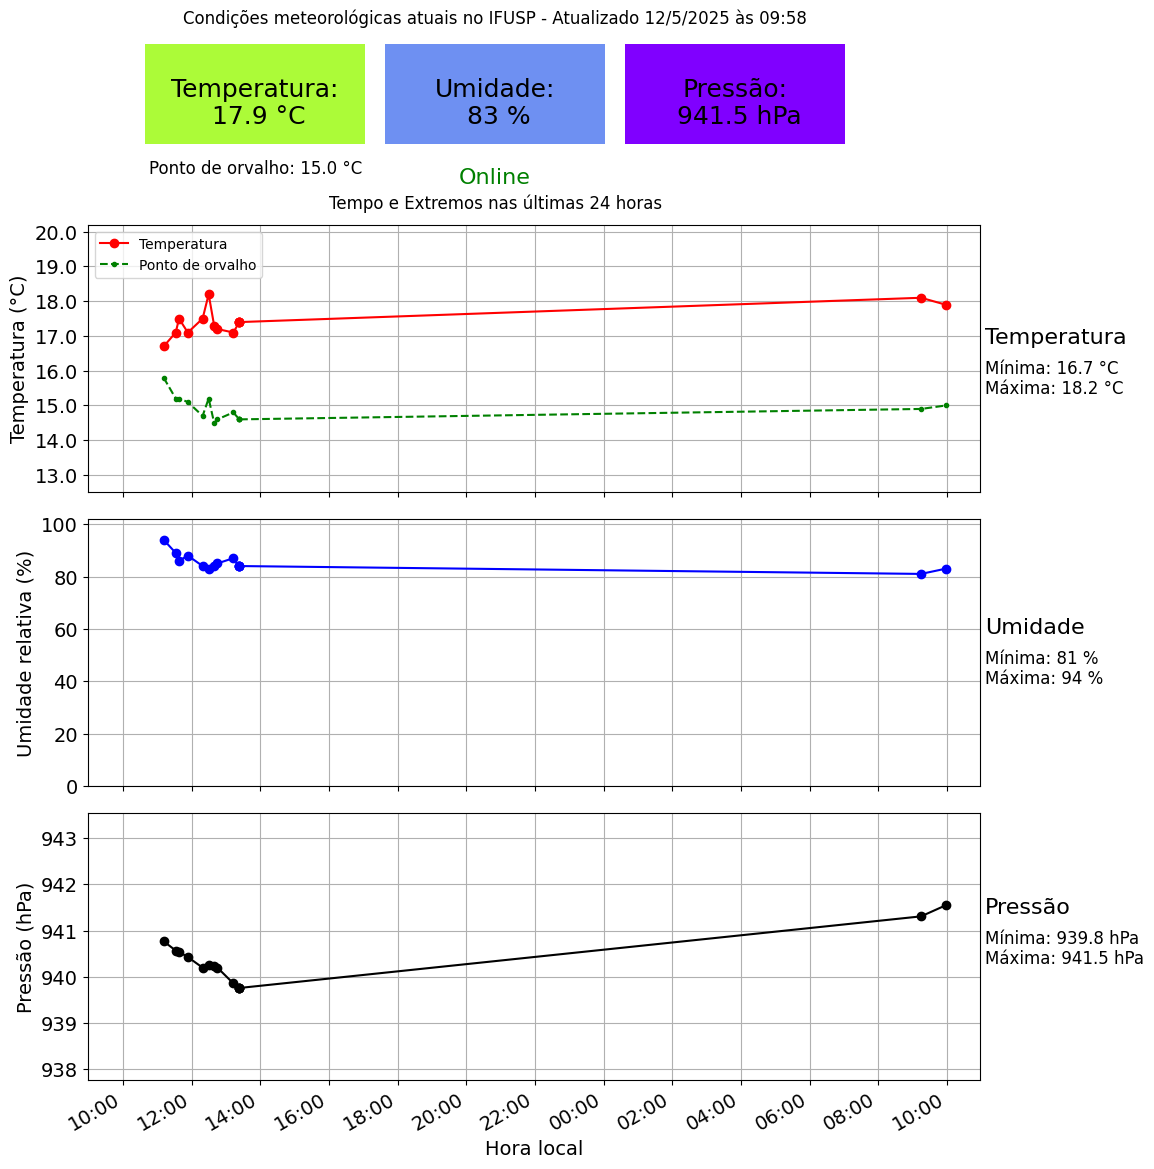 Condições meteorológicas atuais no IFUSP - Atualizado 12/5/2025 às 09:58
Temperatura:
17.9 °C
Umidade:
83 %
Pressão:
941.5 hPa
Ponto de orvalho: 15.0 °C
Online
Tempo e Extremos nas últimas 24 horas
Temperatura
Ponto de orvalho
Temperatura (°C)
20.0
19.0
18.0
17.0
16.0
15.0
14.0
13.0
Temperatura
Mínima: 16.7 °C
Máxima: 18.2 °C
Umidade relativa (%)
100
80
60
40
20
0
Umidade
Mínima: 81 %
Máxima: 94 %
Pressão (hPa)
943
942
941
940
939
938
Pressão
Mínima: 939.8 hPa
Máxima: 941.5 hPa
10:00
12:00
14:00
16:00
18:00
20:00
22:00
00:00
02:00
04:00
06:00
08:00
10:00
Hora local